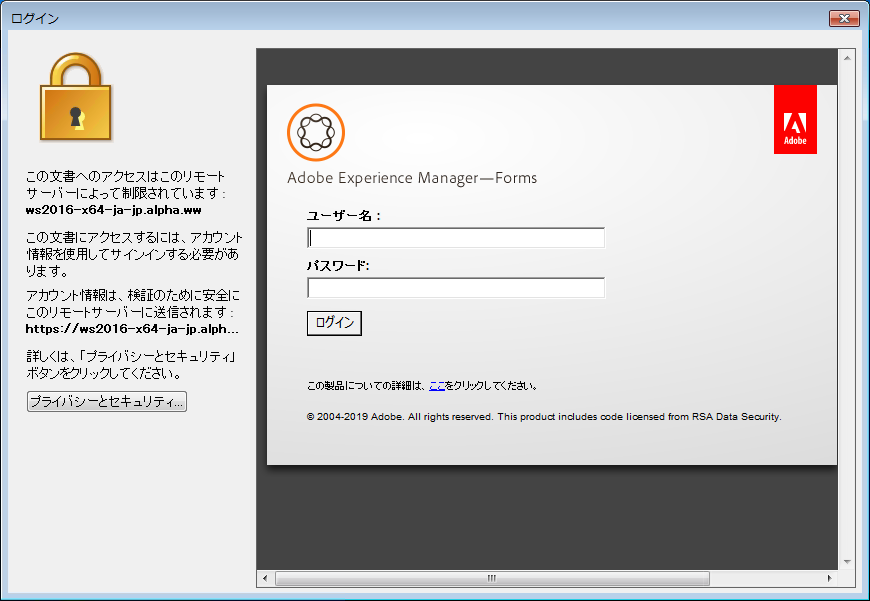 ログイン
この文書へのアクセスはこのリモート
サーバーによって制限されています :
ws2016-x64-ja-jp.alpha.ww
この文書にアクセスするには、アカウント
情報を使用してサインインする必要があ
ります。
アカウント情報は、検証のために安全に
このリモートサーバーに送信されます :
https://ws2016-x64-ja-jp.alph...
詳しくは、「プライバシーとセキュリティ」
ボタンをクリックしてください。
プライバシーとセキュリティ...
Adobe
Adobe Experience Manager—Forms
ユーザー名 :
パスワード:
ログイン
この製品についての詳細は、ここをクリックしてください。
© 2004-2019 Adobe. All rights reserved. This product includes code licensed from RSA Data Security.